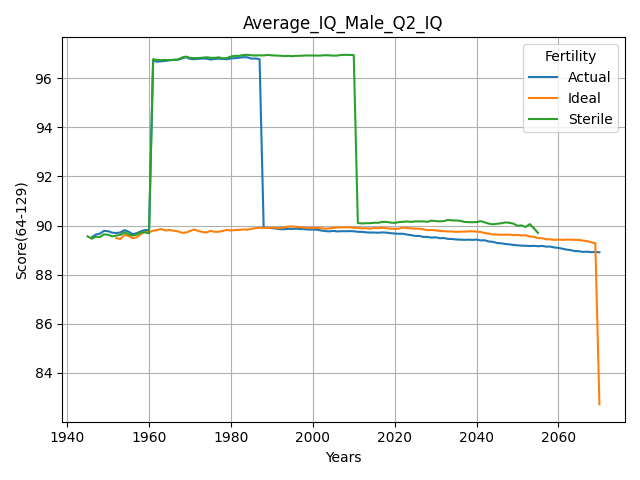 Average_IQ_Male_Q2_IQ
Fertility
Actual
Ideal
Sterile
Score(64-129)
96
94
92
90
88
86
84
1940 1960 1980 2000 2020 2040 2060
Years